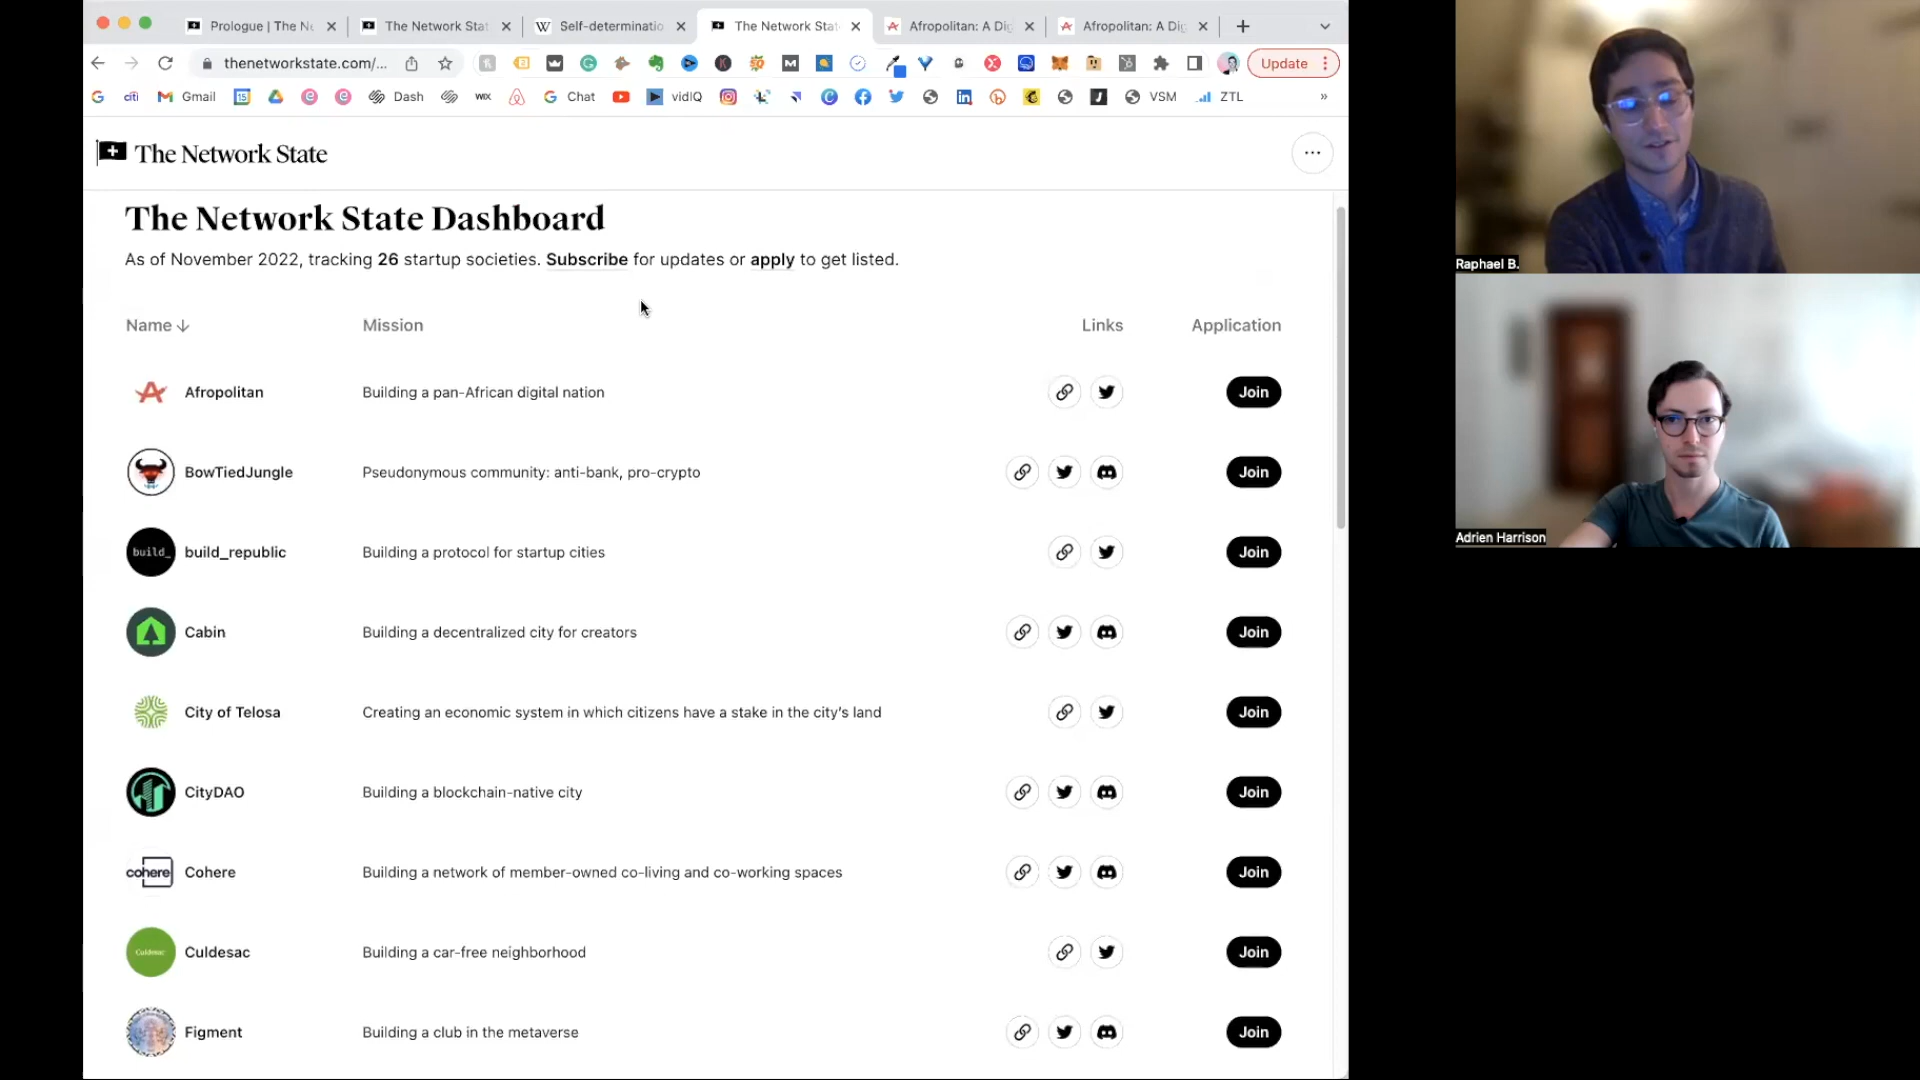 Prologue | The Ne
The Network Stat
Self-determinatio
The Network Stat
Afropolitan: A Dig
Afropolitan: A Dig
thenetworkstate.com/...
Update
citi
Gmail
Dash
WIX
Chat
vidIQ
VSM
ZTL
»
The Network State
The Network State Dashboard
As of November 2022, tracking 26 startup societies. Subscribe for updates or apply to get listed.
Name ↓ Mission Links Application
Afropolitan Building a pan-African digital nation Join
BowTiedJungle Pseudonymous community: anti-bank, pro-crypto Join
build_ build_republic Building a protocol for startup cities Join
Cabin Building a decentralized city for creators Join
City of Telosa Creating an economic system in which citizens have a stake in the city's land Join
CityDAO Building a blockchain-native city Join
cohere Cohere Building a network of member-owned co-living and co-working spaces Join
Culdesac Culdesac Building a car-free neighborhood Join
Figment Building a club in the metaverse Join
Raphael B.
Adrien Harrison